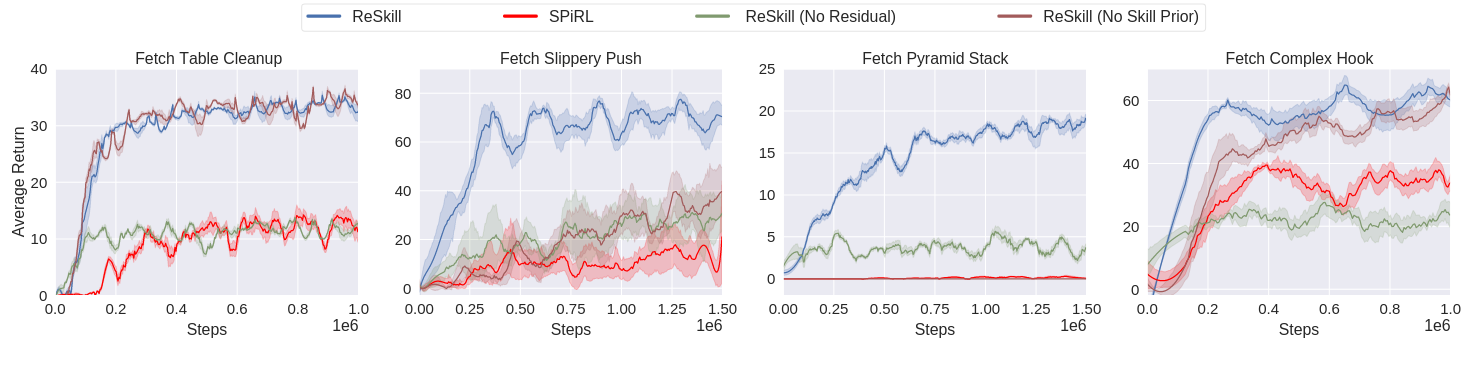 ReSkill SPiRL ReSkill (No Residual) ReSkill (No Skill Prior)
Fetch Table Cleanup Fetch Slippery Push Fetch Pyramid Stack Fetch Complex Hook
Average Return
40
30
20
10
0
0.0 0.2 0.4 0.6 0.8 1.0
Steps
1e6
80
60
40
20
0
0.00 0.25 0.50 0.75 1.00 1.25 1.50
Steps
1e6
25
20
15
10
5
0
0.00 0.25 0.50 0.75 1.00 1.25 1.50
Steps
1e6
60
40
20
0
0.0 0.2 0.4 0.6 0.8 1.0
Steps
1e6